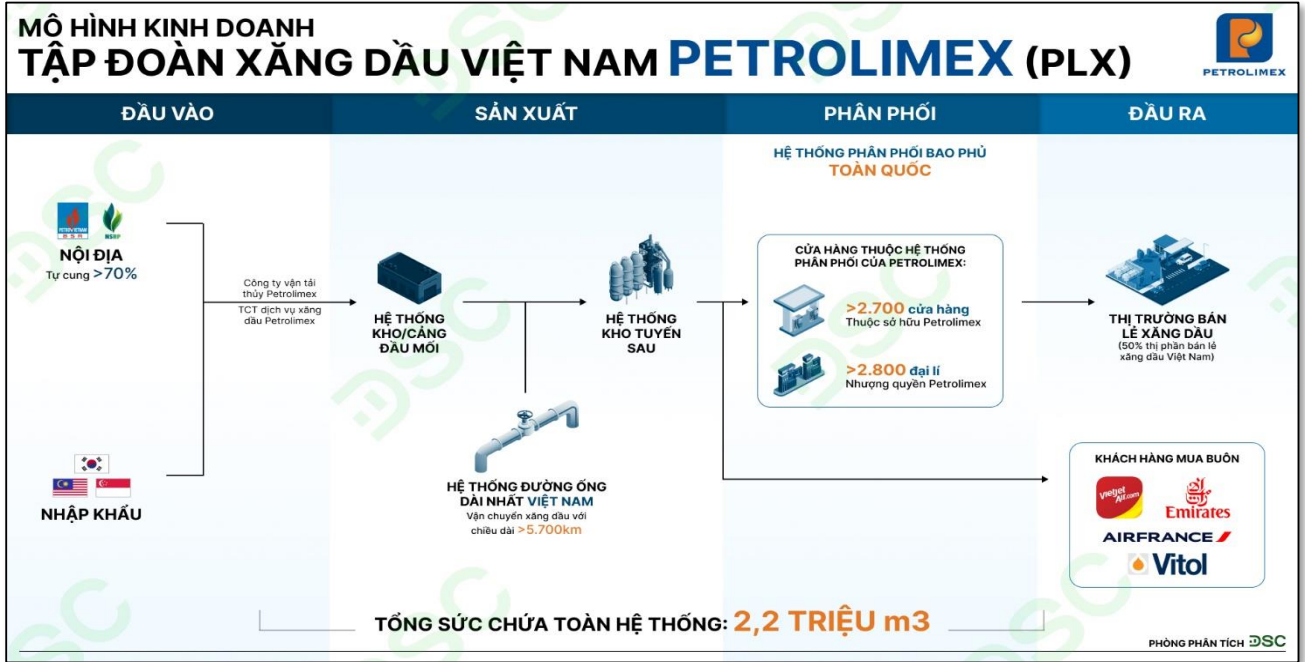 MÔ HÌNH KINH DOANH
TẬP ĐOÀN XĂNG DẦU VIỆT NAM PETROLIMEX (PLX)
PETROLIMEX
ĐẦU VÀO
SẢN XUẤT
PHÂN PHỐI
ĐẦU RA
PETROVIETNAM
BSR
NSRP
NỘI ĐỊA
Tự cung >70%
NHẬP KHẨU
Công ty vận tải
thủy Petrolimex
TCT dịch vụ xăng
dầu Petrolimex
HỆ THỐNG
KHO/CẢNG
ĐẦU MỐI
HỆ THỐNG ĐƯỜNG ỐNG
DÀI NHẤT VIỆT NAM
Vận chuyển xăng dầu với
chiều dài >5.700km
HỆ THỐNG
KHO TUYẾN
SAU
HỆ THỐNG PHÂN PHỐI BAO PHỦ
TOÀN QUỐC
CỬA HÀNG THUỘC HỆ THỐNG
PHÂN PHỐI CỦA PETROLIMEX:
>2.700 cửa hàng
Thuộc sở hữu Petrolimex
>2.800 đại lí
Nhượng quyền Petrolimex
THỊ TRƯỜNG BÁN
LẺ XĂNG DẦU
(50% thị phần bán lẻ
xăng dầu Việt Nam)
KHÁCH HÀNG MUA BUÔN
vietjet Air.com
Emirates
AIRFRANCE
Vitol
TỔNG SỨC CHỨA TOÀN HỆ THỐNG: 2,2 TRIỆU m3
PHÒNG PHÂN TÍCH DSC